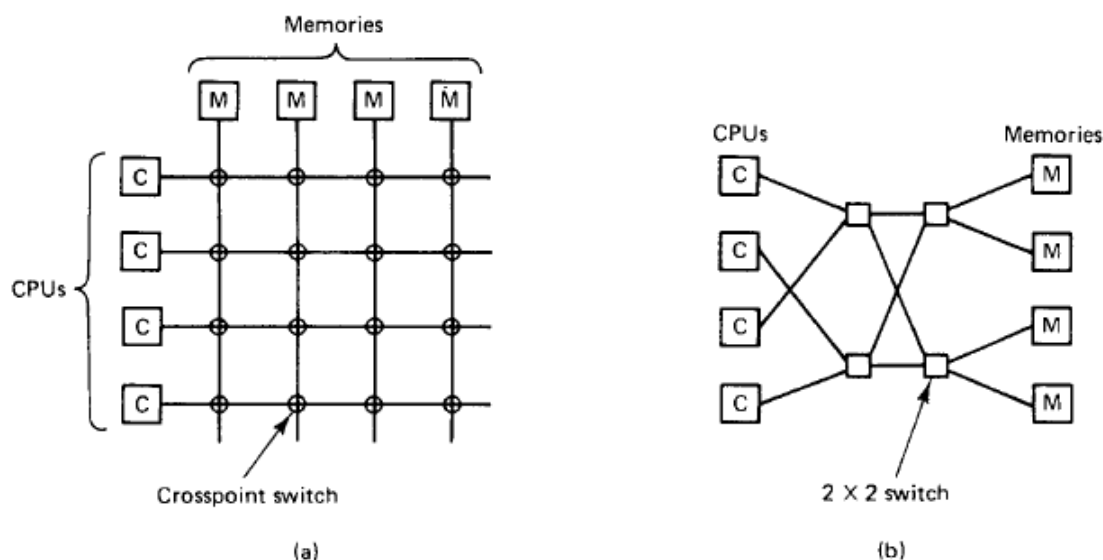 Memories
M M M M
C
C
CPUs
C
C
Crosspoint switch
(a)
CPUs Memories
C M
C M
C M
C M
2 × 2 switch
(b)